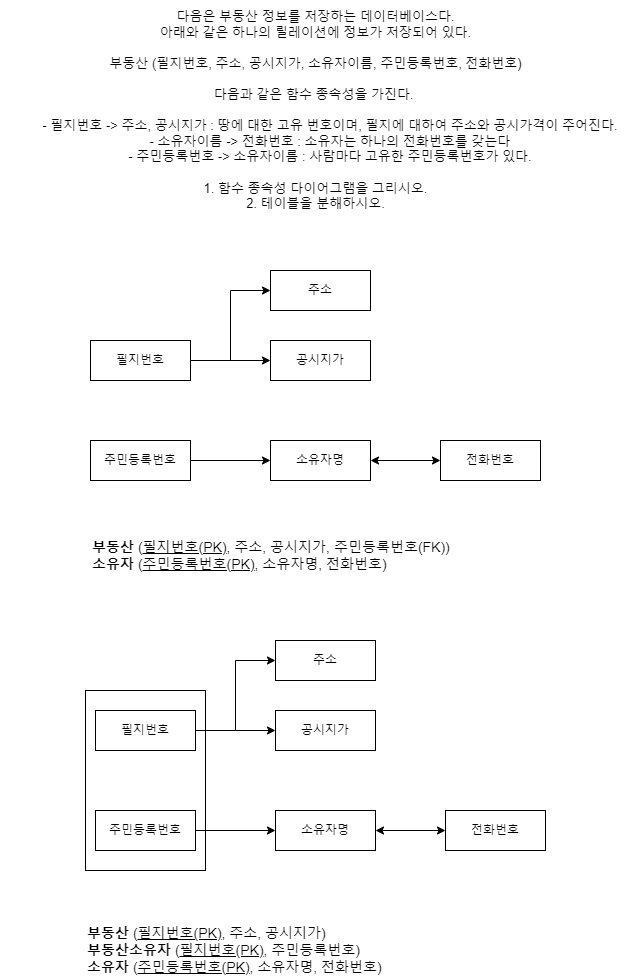 다음은 부동산 정보를 저장하는 데이터베이스다.
아래와 같은 하나의 릴레이션에 정보가 저장되어 있다.
부동산 (필지번호, 주소, 공시지가, 소유자이름, 주민등록번호, 전화번호)
다음과 같은 함수 종속성을 가진다.
- 필지번호 -> 주소, 공시지가 : 땅에 대한 고유 번호이며, 필지에 대하여 주소와 공시가격이 주어진다.
- 소유자이름 -> 전화번호 : 소유자는 하나의 전화번호를 갖는다
- 주민등록번호 -> 소유자이름 : 사람마다 고유한 주민등록번호가 있다.
1. 함수 종속성 다이어그램을 그리시오.
2. 테이블을 분해하시오.
주소
필지번호
공시지가
주민등록번호
소유자명
전화번호
부동산 (필지번호(PK), 주소, 공시지가, 주민등록번호(FK))
소유자 (주민등록번호(PK), 소유자명, 전화번호)
주소
필지번호
공시지가
주민등록번호
소유자명
전화번호
부동산 (필지번호(PK), 주소, 공시지가)
부동산소유자 (필지번호(PK), 주민등록번호)
소유자 (주민등록번호(PK), 소유자명, 전화번호)